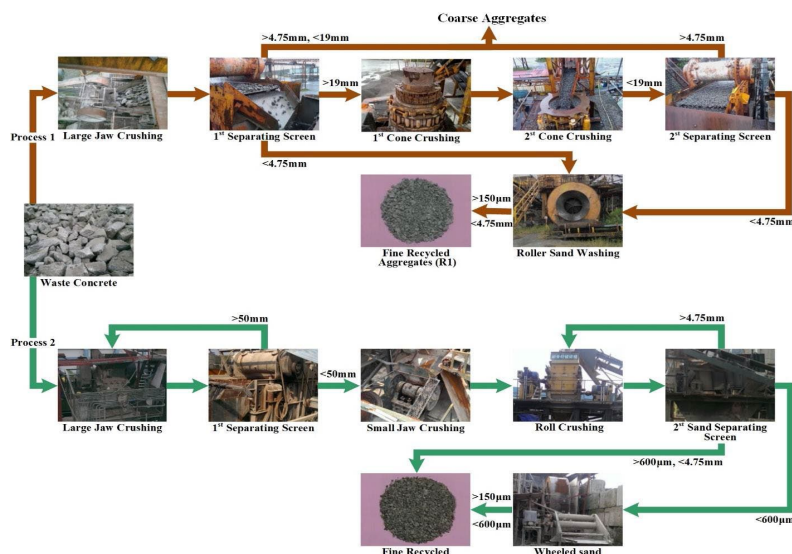 Coarse Aggregates
>4.75mm, <19mm
>4.75mm
>19mm
<19mm
Process 1
Large Jaw Crushing
1st Separating Screen
1st Cone Crushing
2st Cone Crushing
2st Separating Screen
<4.75mm
>150μm
<4.75mm
<4.75mm
Fine Recycled
Aggregates (R1)
Roller Sand Washing
Waste Concrete
>50mm
>4.75mm
Process 2
<50mm
Large Jaw Crushing
1st Separating Screen
Small Jaw Crushing
Roll Crushing
2st Sand Separating
Screen
>600μm, <4.75mm
>150μm
<600μm
<600μm
Fine Recycled
Wheeled sand